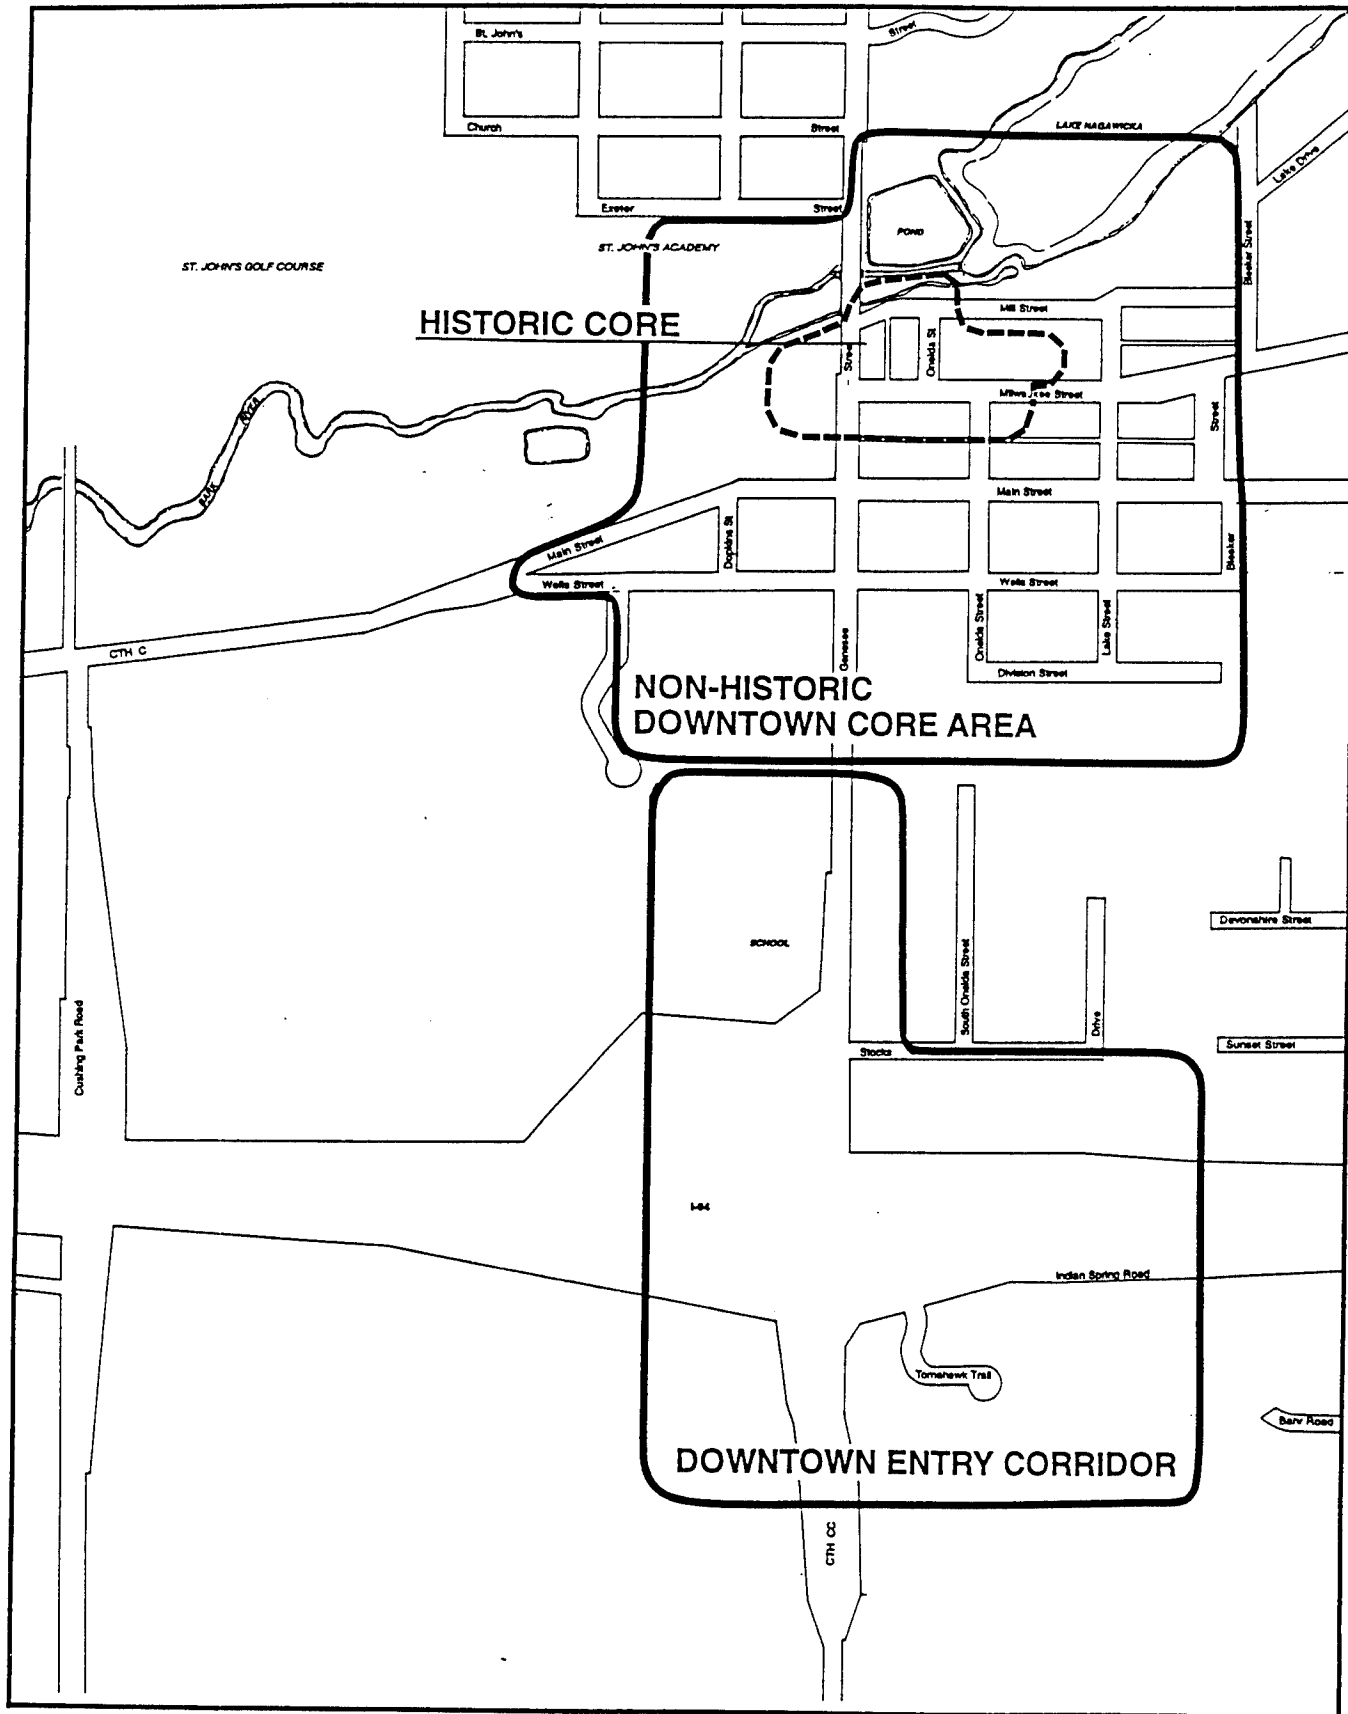 St. John's
Street
Church
Street
LAKE NAGAWICKA
Lake Drive
Exeter
Street
POND
ST. JOHN'S ACADEMY
ST. JOHN'S GOLF COURSE
Bleeker Street
HISTORIC CORE
Mill Street
Street
Oneida St
Milwaukee Street
Street
RIVER
BARK
Main Street
Main Street
Dopkins St
Bleeker
Wells Street
Wells Street
CTH C
Genesee
Oneida Street
Lake Street
Division Street
NON-HISTORIC
DOWNTOWN CORE AREA
Devonshire Street
SCHOOL
South Oneida Street
Drive
Stocks
Sunset Street
Cushing Park Road
I-94
Indian Spring Road
Tomahawk Trail
Barr Road
DOWNTOWN ENTRY CORRIDOR
CTH CC